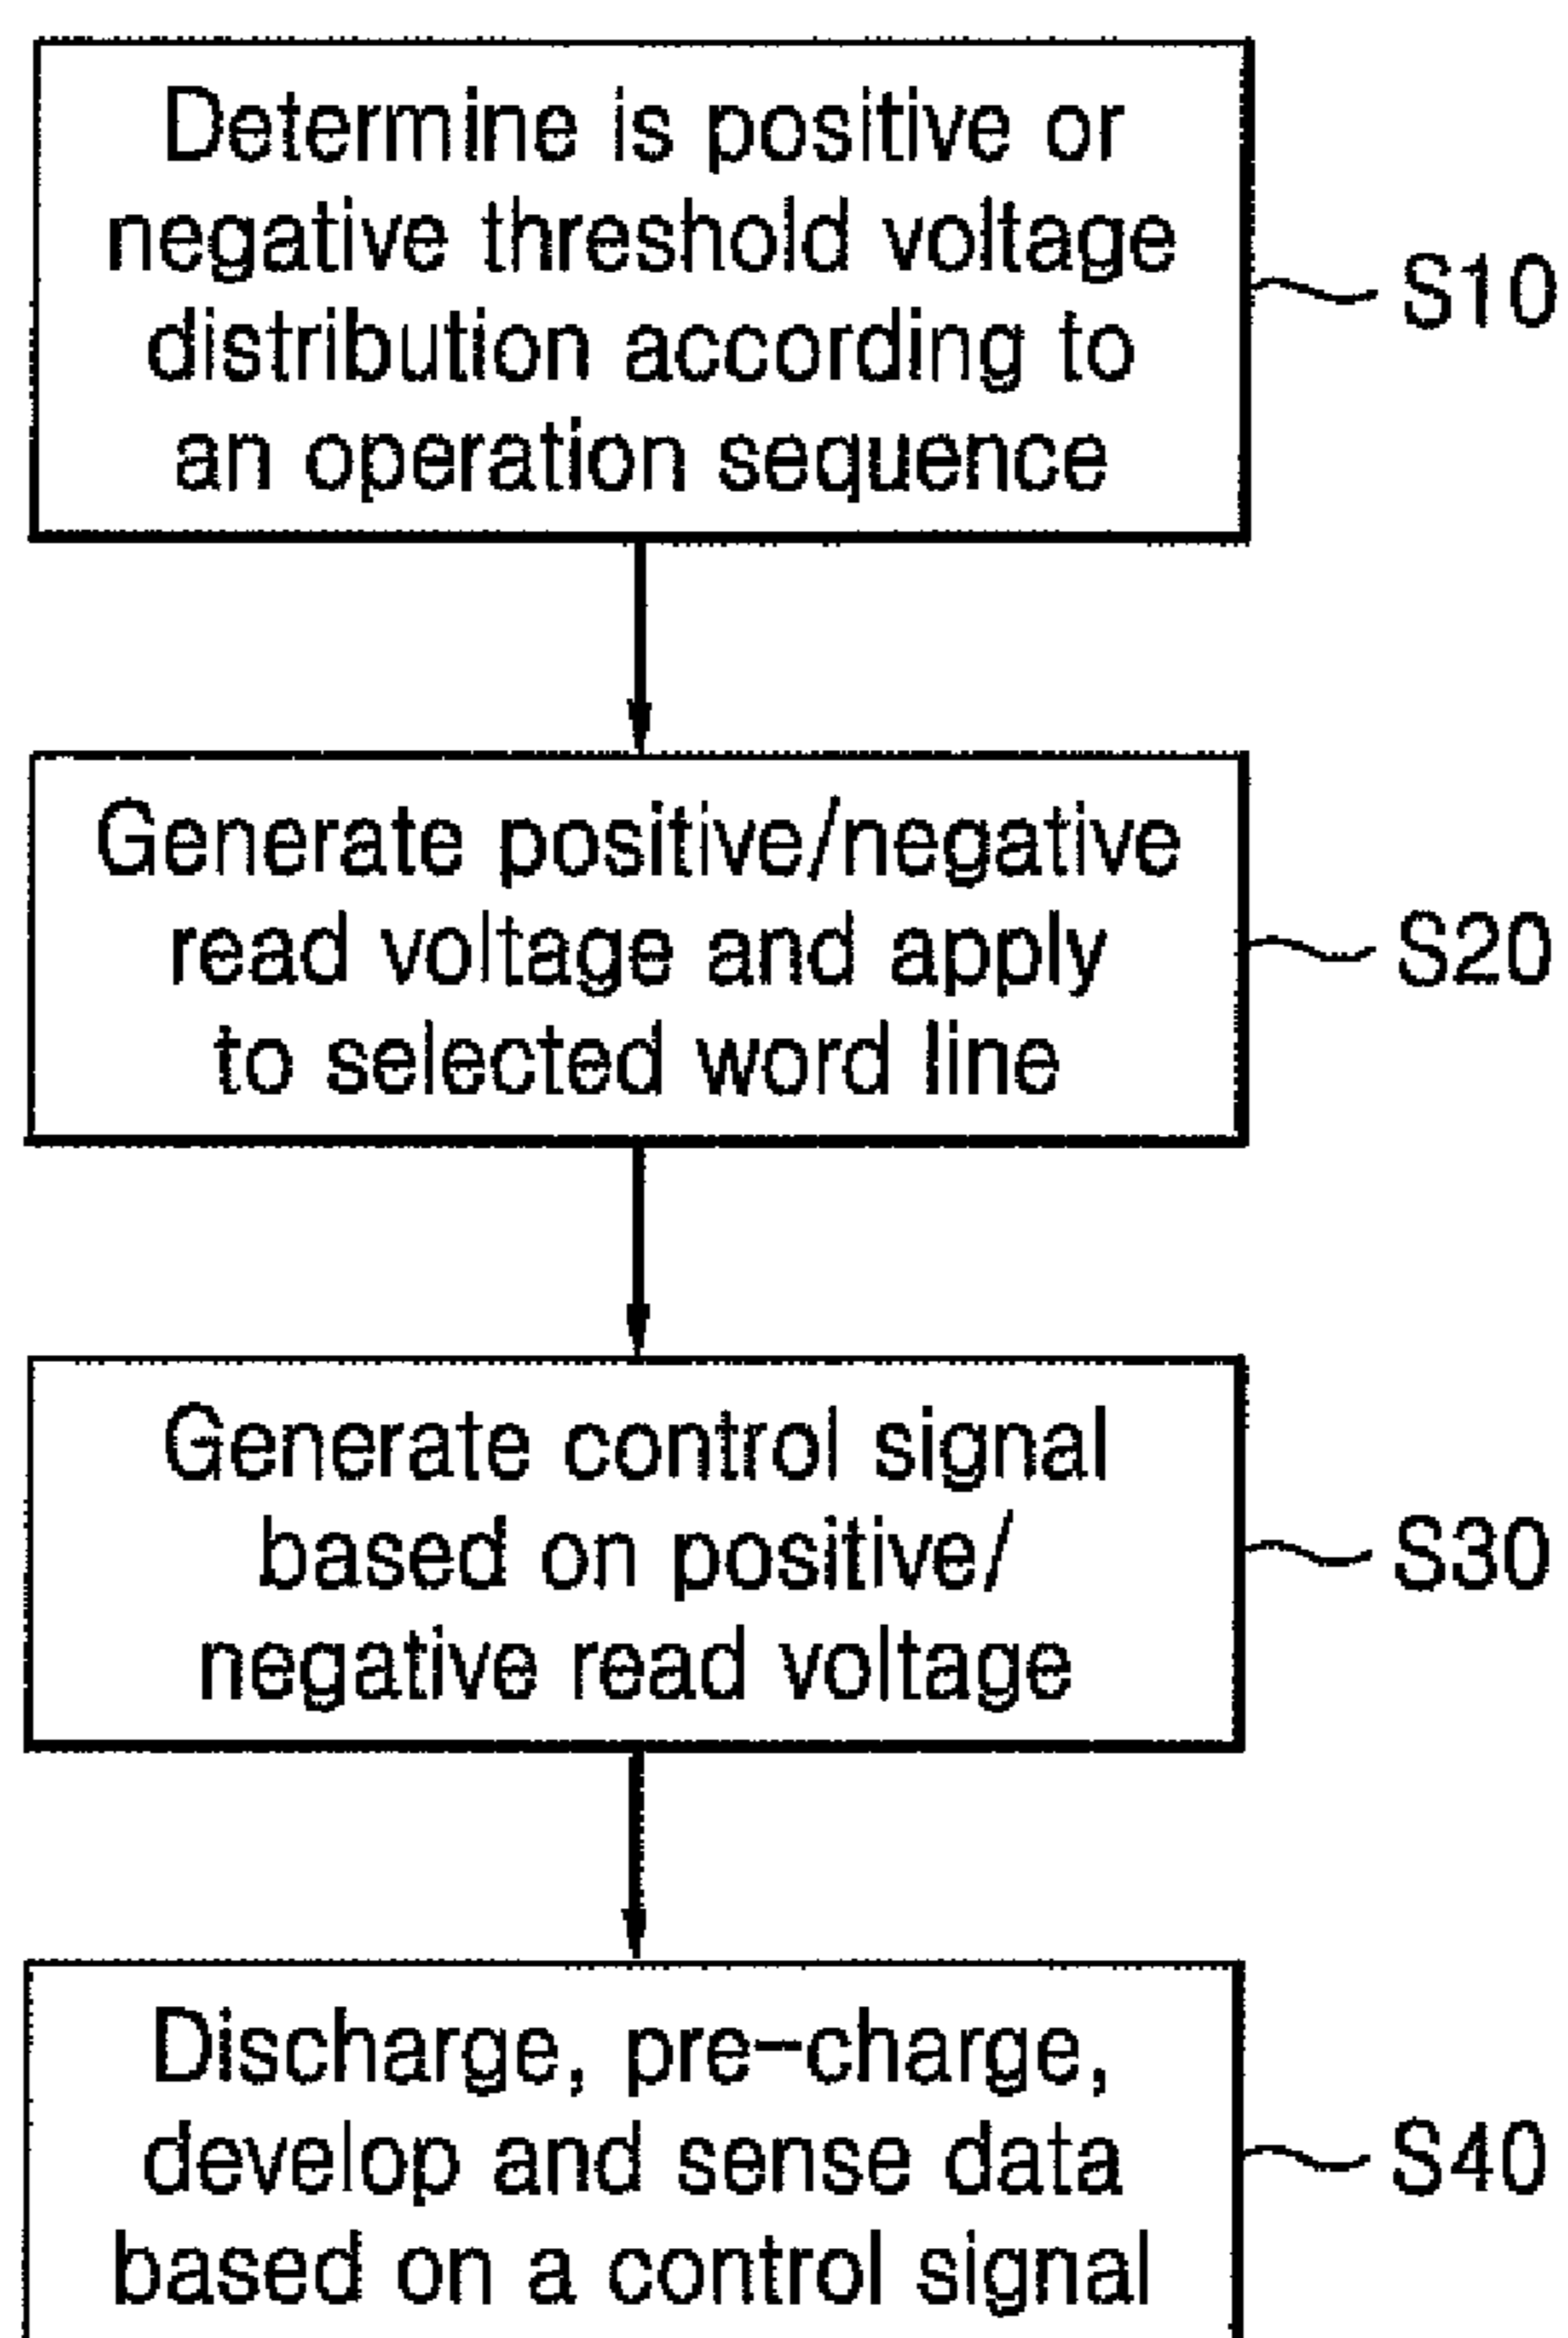 Determine is positive or
negative threshold voltage
distribution according to
an operation sequence
S10
Generate positive/negative
read voltage and apply
to selected word line
S20
Generate control signal
based on positive/
negative read voltage
S30
Discharge, pre-charge,
develop and sense data
based on a control signal
S40